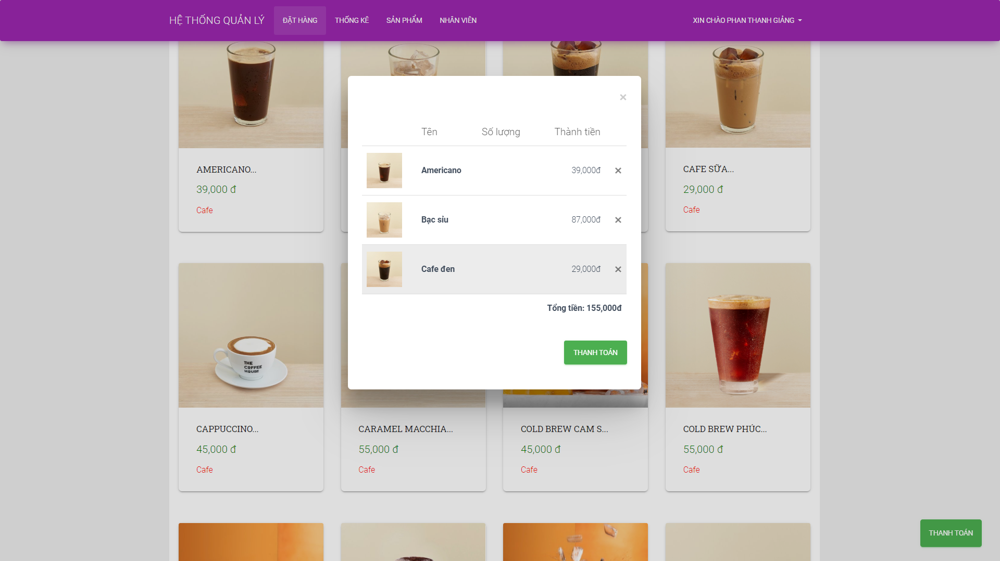 HỆ THỐNG QUẢN LÝ
ĐẶT HÀNG
THỐNG KÊ
SẢN PHẨM
NHÂN VIÊN
XIN CHÀO PHAN THANH GIẢNG
×
Tên
Số lượng
Thành tiền
Americano
39,000đ
×
Bạc sỉu
87,000đ
×
Cafe đen
29,000đ
×
Tổng tiền: 155,000đ
THANH TOÁN
AMERICANO...
39,000 đ
Cafe
CAFE SỮA...
29,000 đ
Cafe
THE
COFFEE
HOUSE
CAPPUCCINO...
45,000 đ
Cafe
CARAMEL MACCHIA...
55,000 đ
Cafe
COLD BREW CAM S...
45,000 đ
Cafe
COLD BREW PHÚC...
55,000 đ
Cafe
THANH TOÁN